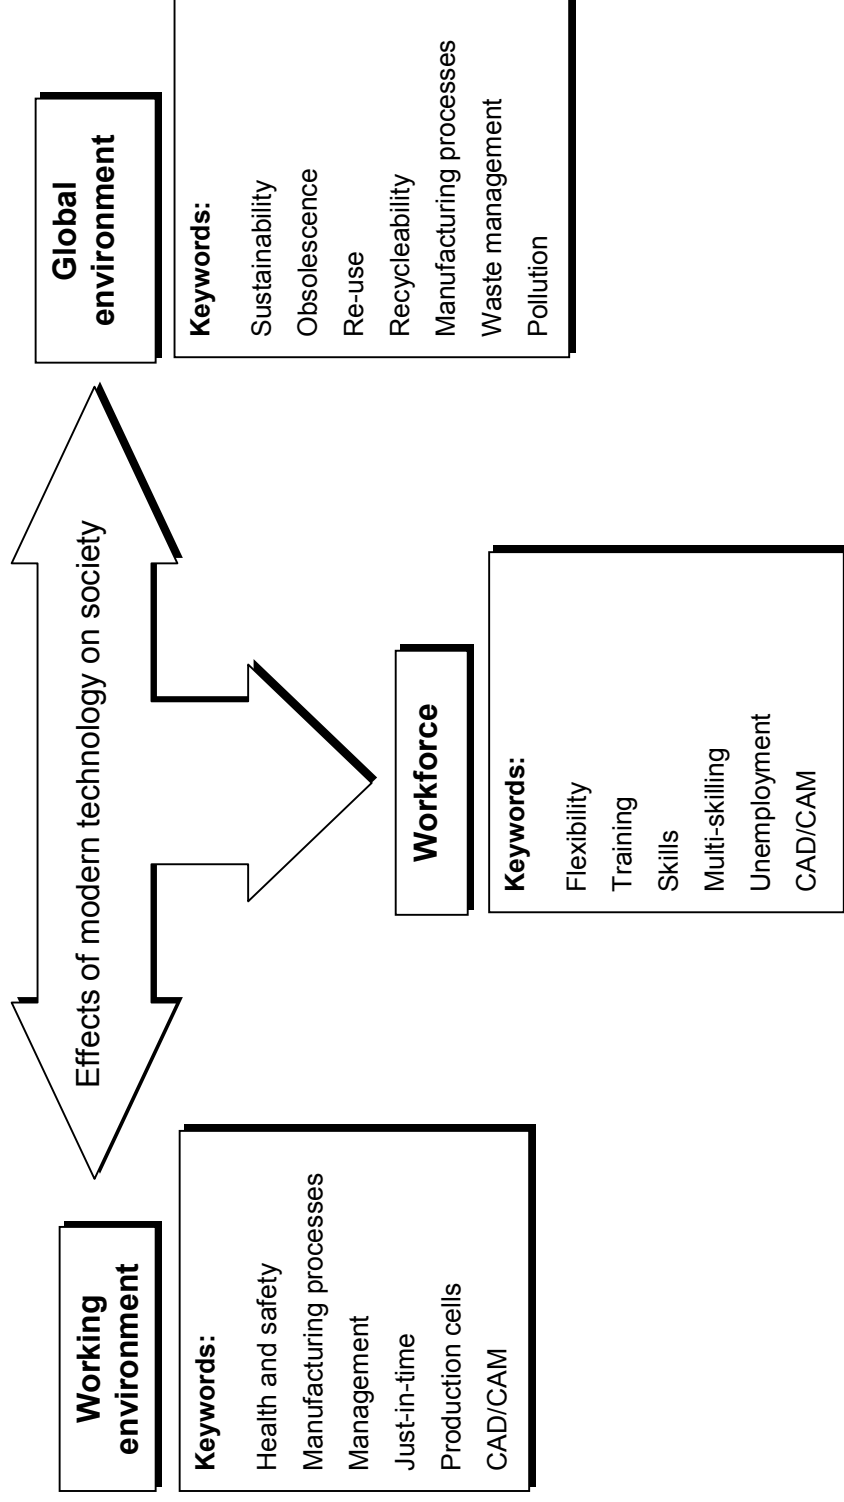 Effects of modern technology on society
Working
environment
Keywords:
Health and safety
Manufacturing processes
Management
Just-in-time
Production cells
CAD/CAM
Workforce
Keywords:
Flexibility
Training
Skills
Multi-skilling
Unemployment
CAD/CAM
Global
environment
Keywords:
Sustainability
Obsolescence
Re-use
Recycleability
Manufacturing processes
Waste management
Pollution